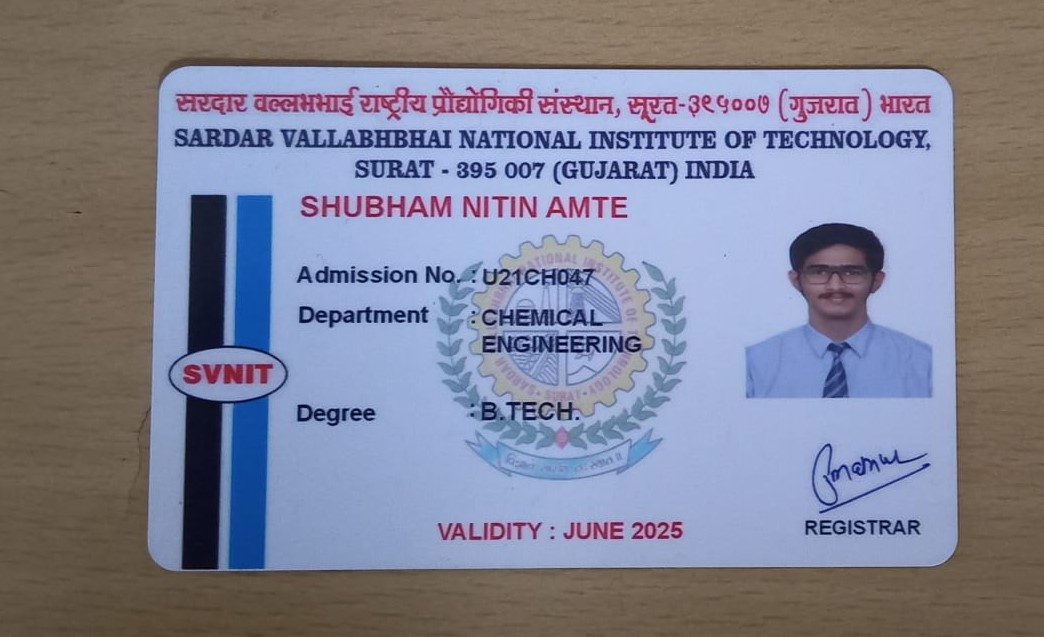 सरदार वल्लभभाई राष्ट्रीय प्रौद्योगिकी संस्थान, सूरत-३९५००७ (गुजरात) भारत
SARDAR VALLABHBHAI NATIONAL INSTITUTE OF TECHNOLOGY,
SURAT - 395 007 (GUJARAT) INDIA
SHUBHAM NITIN AMTE
Admission No. : U21CH047
Department : CHEMICAL
ENGINEERING
SVNIT
Degree : B.TECH.
VALIDITY : JUNE 2025
REGISTRAR